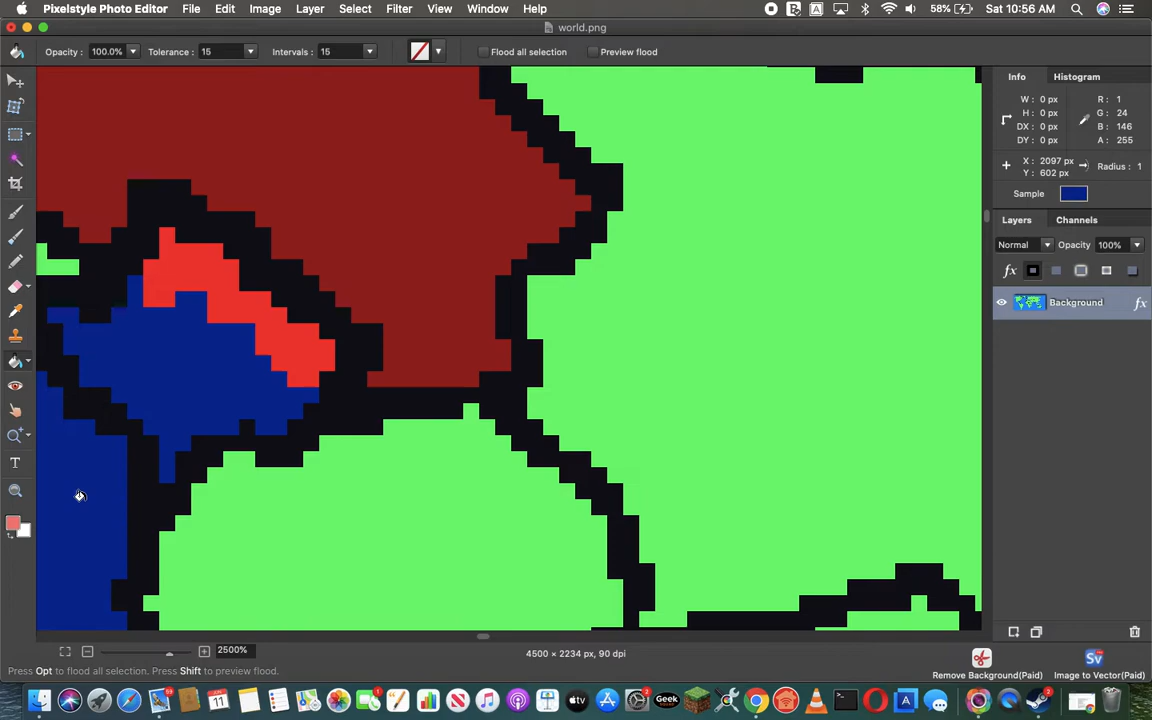 Pixelstyle Photo Editor File Edit Image Layer Select Filter View Window Help 58% Sat 10:56 AM
world.png
Opacity : 100.0% Tolerance : 15 Intervals : 15 Flood all selection Preview flood
Info Histogram
W : 0 px R : 1
H : 0 px G : 24
DX : 0 px B : 146
DY : 0 px A : 255
X : 2097 px Radius : 1
Y : 602 px
Sample
Layers Channels
Normal Opacity 100%
fx
Background fx
T
2500% 4500 x 2234 px, 90 dpi
Press Opt to flood all selection. Press Shift to preview flood.
Sv
Remove Background(Paid) Image to Vector(Paid)